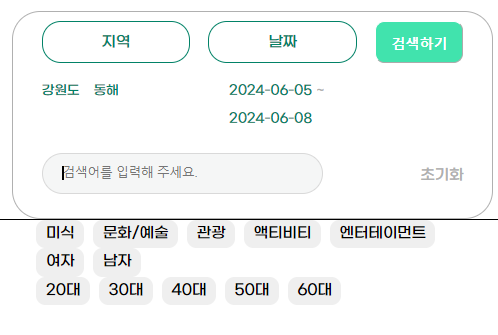 지역 날짜 검색하기
강원도 동해 2024-06-05 ~
2024-06-08
검색어를 입력해 주세요. 초기화
미식 문화/예술 관광 액티비티 엔터테이먼트
여자 남자
20대 30대 40대 50대 60대